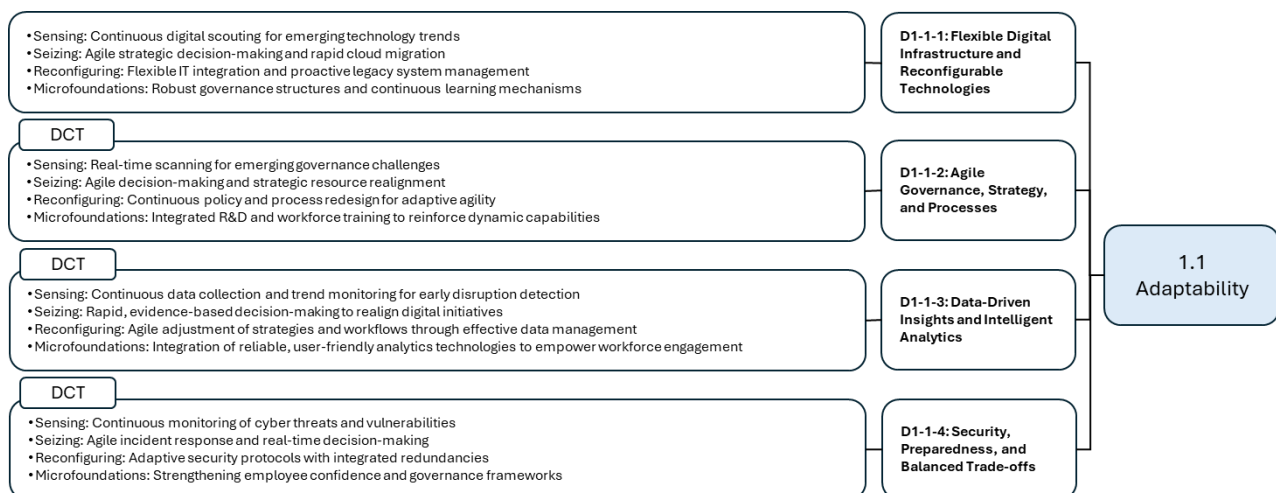 • Sensing: Continuous digital scouting for emerging technology trends
• Seizing: Agile strategic decision-making and rapid cloud migration
• Reconfiguring: Flexible IT integration and proactive legacy system management
• Microfoundations: Robust governance structures and continuous learning mechanisms
D1-1-1: Flexible Digital
Infrastructure and
Reconfigurable
Technologies
DCT
• Sensing: Real-time scanning for emerging governance challenges
• Seizing: Agile decision-making and strategic resource realignment
• Reconfiguring: Continuous policy and process redesign for adaptive agility
• Microfoundations: Integrated R&D and workforce training to reinforce dynamic capabilities
D1-1-2: Agile
Governance, Strategy,
and Processes
DCT
• Sensing: Continuous data collection and trend monitoring for early disruption detection
• Seizing: Rapid, evidence-based decision-making to realign digital initiatives
• Reconfiguring: Agile adjustment of strategies and workflows through effective data management
• Microfoundations: Integration of reliable, user-friendly analytics technologies to empower workforce engagement
D1-1-3: Data-Driven
Insights and Intelligent
Analytics
DCT
• Sensing: Continuous monitoring of cyber threats and vulnerabilities
• Seizing: Agile incident response and real-time decision-making
• Reconfiguring: Adaptive security protocols with integrated redundancies
• Microfoundations: Strengthening employee confidence and governance frameworks
D1-1-4: Security,
Preparedness, and
Balanced Trade-offs
1.1
Adaptability